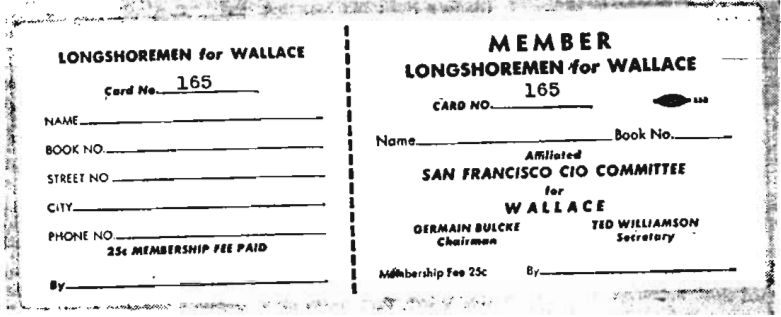 LONGSHOREMEN for WALLACE
Card No. 165
NAME
BOOK NO.
STREET NO
CITY
PHONE NO.
25c MEMBERSHIP FEE PAID
By
MEMBER
LONGSHOREMEN for WALLACE
CARD NO. 165
Name Book No.
Affiliated
SAN FRANCISCO CIO COMMITTEE
for
WALLACE
GERMAIN BULCKE TED WILLIAMSON
Chairman Secretary
Membership Fee 25c By